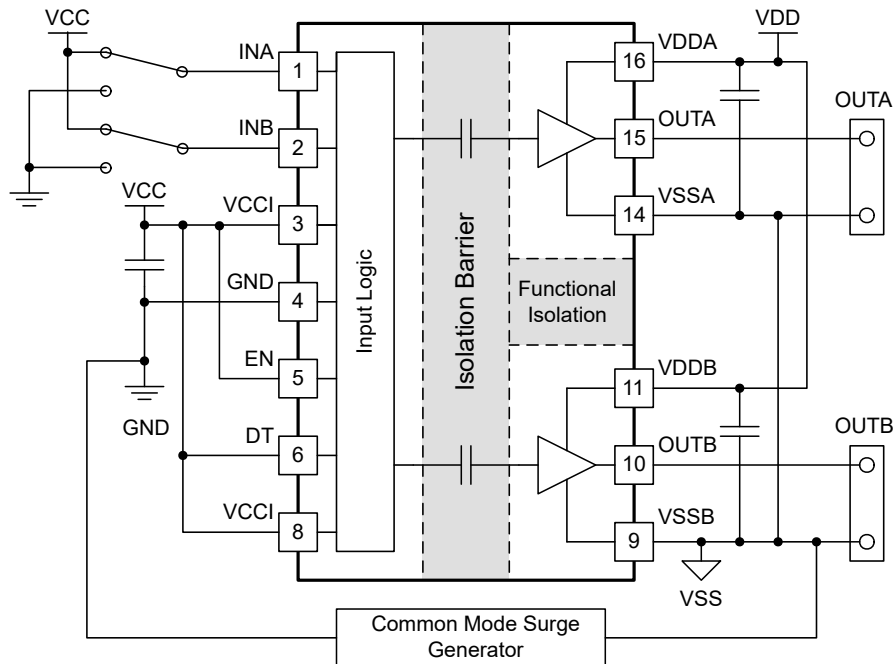 VCC
INA
1
INB
2
VCC
VCCI
3
GND
4
EN
5
GND
DT
6
VCCI
8
Input Logic
Isolation Barrier
Functional
Isolation
16
VDDA
VDD
15
OUTA
OUTA
14
VSSA
11
VDDB
10
OUTB
OUTB
9
VSSB
VSS
Common Mode Surge
Generator